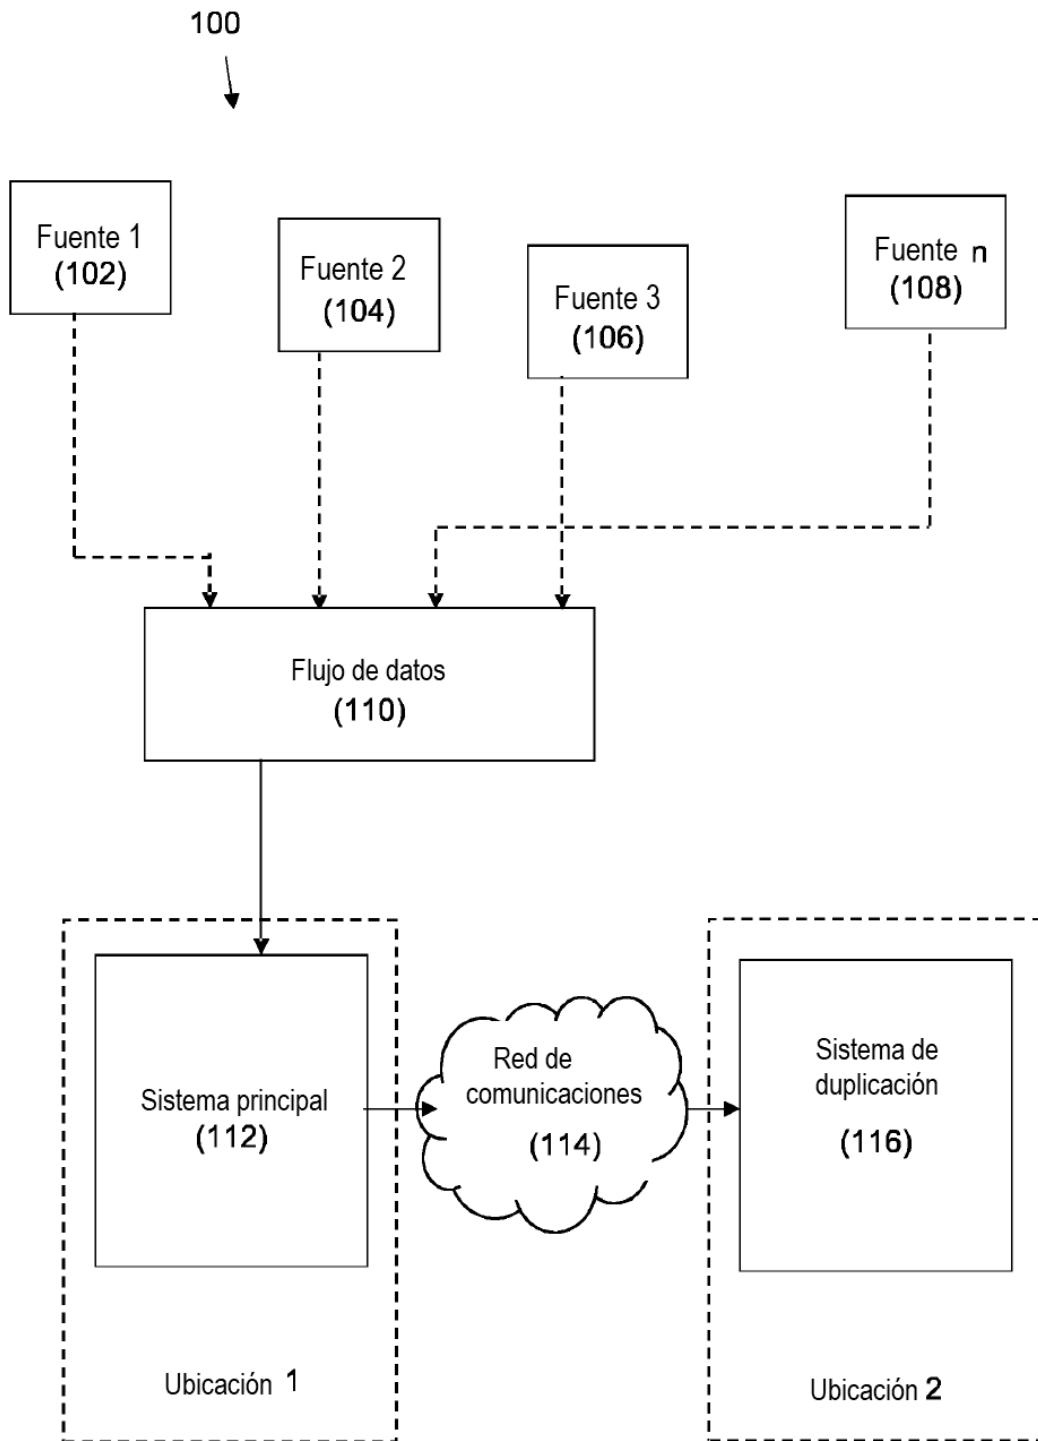 100
Fuente 1
(102)
Fuente 2
(104)
Fuente 3
(106)
Fuente n
(108)
Flujo de datos
(110)
Sistema principal
(112)
Red de
comunicaciones
(114)
Sistema de
duplicación
(116)
Ubicación 1
Ubicación 2